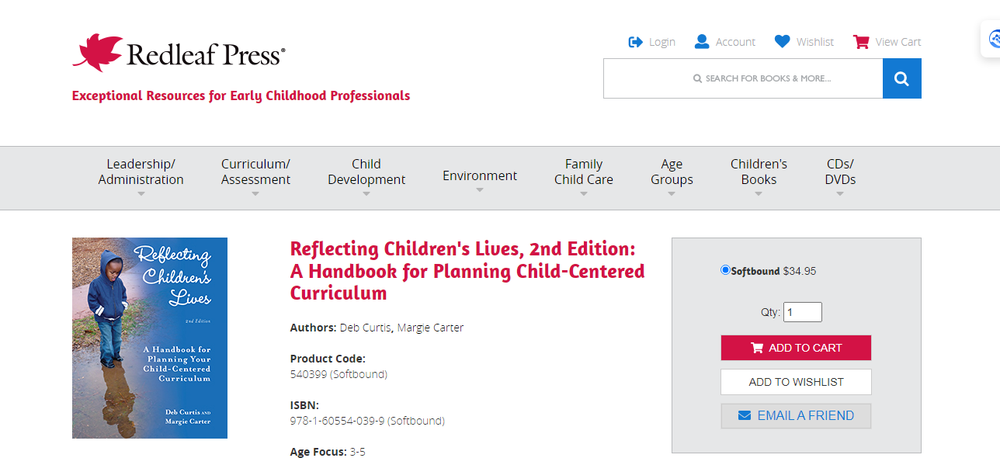 Redleaf Press®
Exceptional Resources for Early Childhood Professionals
Login Account Wishlist View Cart
SEARCH FOR BOOKS & MORE...
Leadership/
Administration
Curriculum/
Assessment
Child
Development
Environment
Family
Child Care
Age
Groups
Children's
Books
CDs/
DVDs
Reflecting
Children's
Lives
2nd Edition
A Handbook for
Planning Your
Child-Centered
Curriculum
Deb Curtis AND
Margie Carter
Reflecting Children's Lives, 2nd Edition:
A Handbook for Planning Child-Centered
Curriculum
Authors: Deb Curtis, Margie Carter
Product Code:
540399 (Softbound)
ISBN:
978-1-60554-039-9 (Softbound)
Age Focus: 3-5
Softbound $34.95
Qty: 1
ADD TO CART
ADD TO WISHLIST
EMAIL A FRIEND